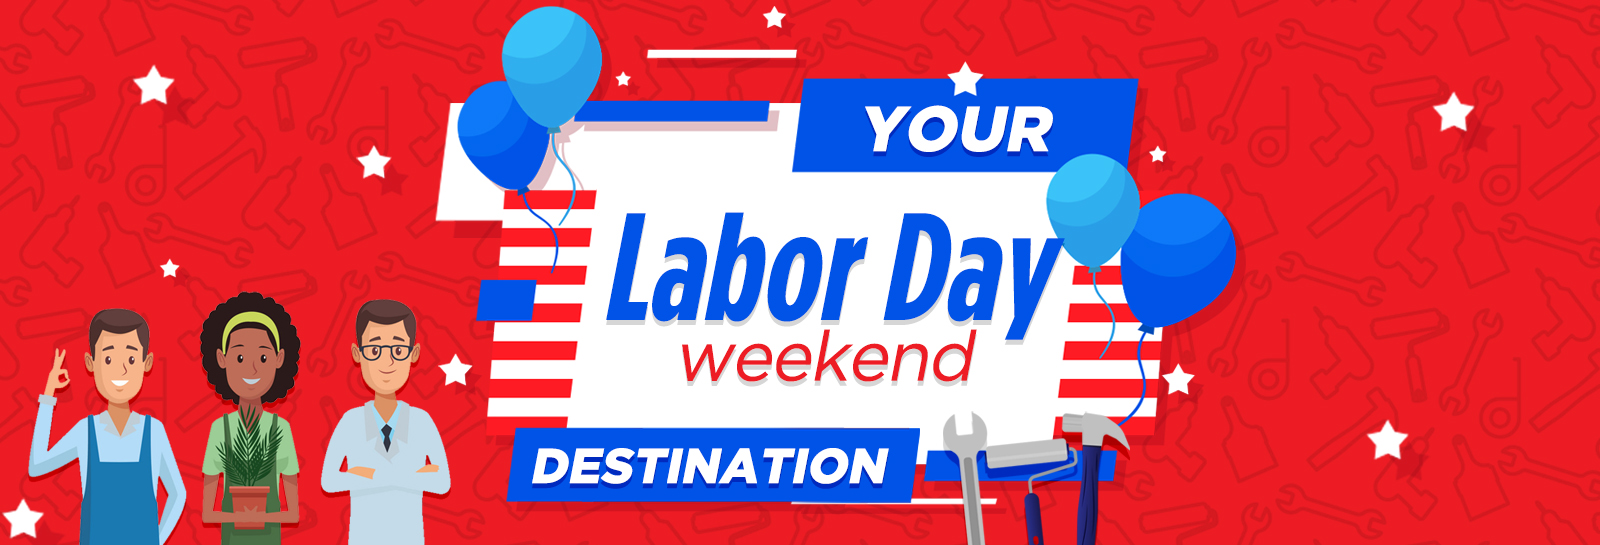 YOUR
Labor Day
weekend
DESTINATION